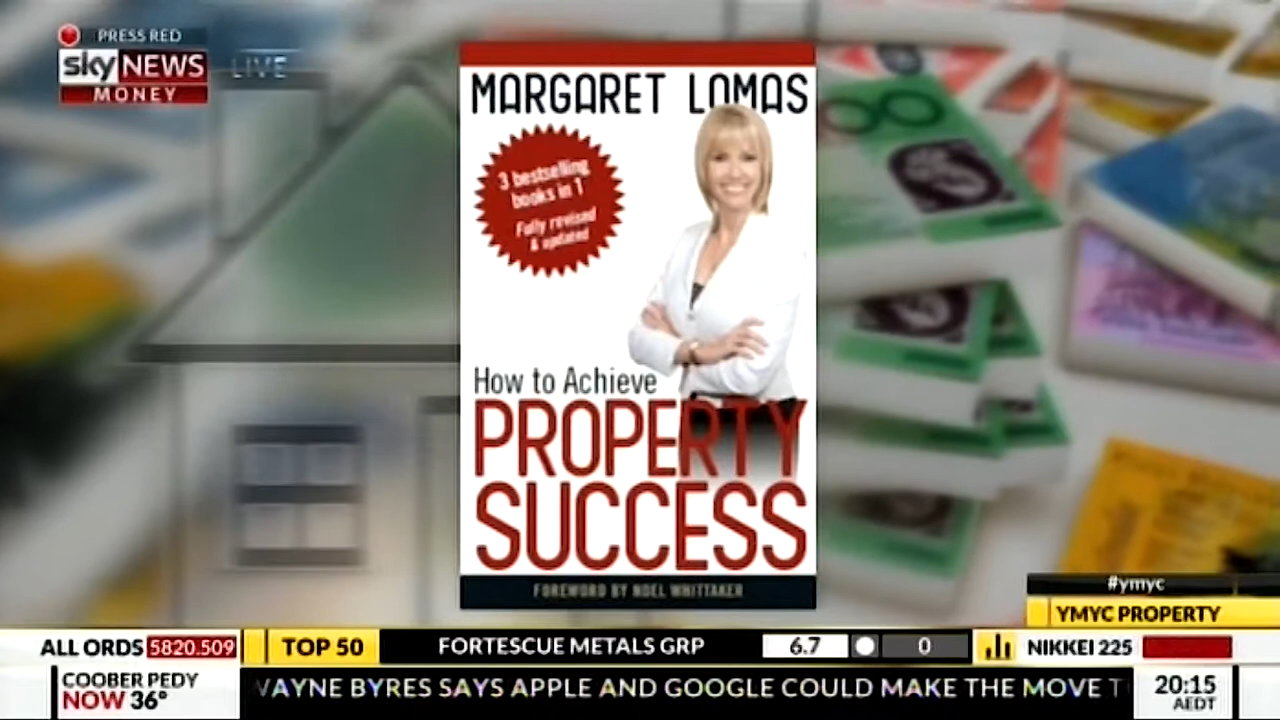 PRESS RED
sky NEWS LIVE
MONEY
MARGARET LOMAS
3 bestselling
books in 1
Fully revised
& updated
How to Achieve
PROPERTY
SUCCESS
FOREWORD BY NOEL WHITTAKER
#ymyc
YMYC PROPERTY
ALL ORDS 5820.509 TOP 50 FORTESCUE METALS GRP 6.7 0 NIKKEI 225
COOBER PEDY
NOW 36°
WAYNE BYRES SAYS APPLE AND GOOGLE COULD MAKE THE MOVE T
20:15
AEDT